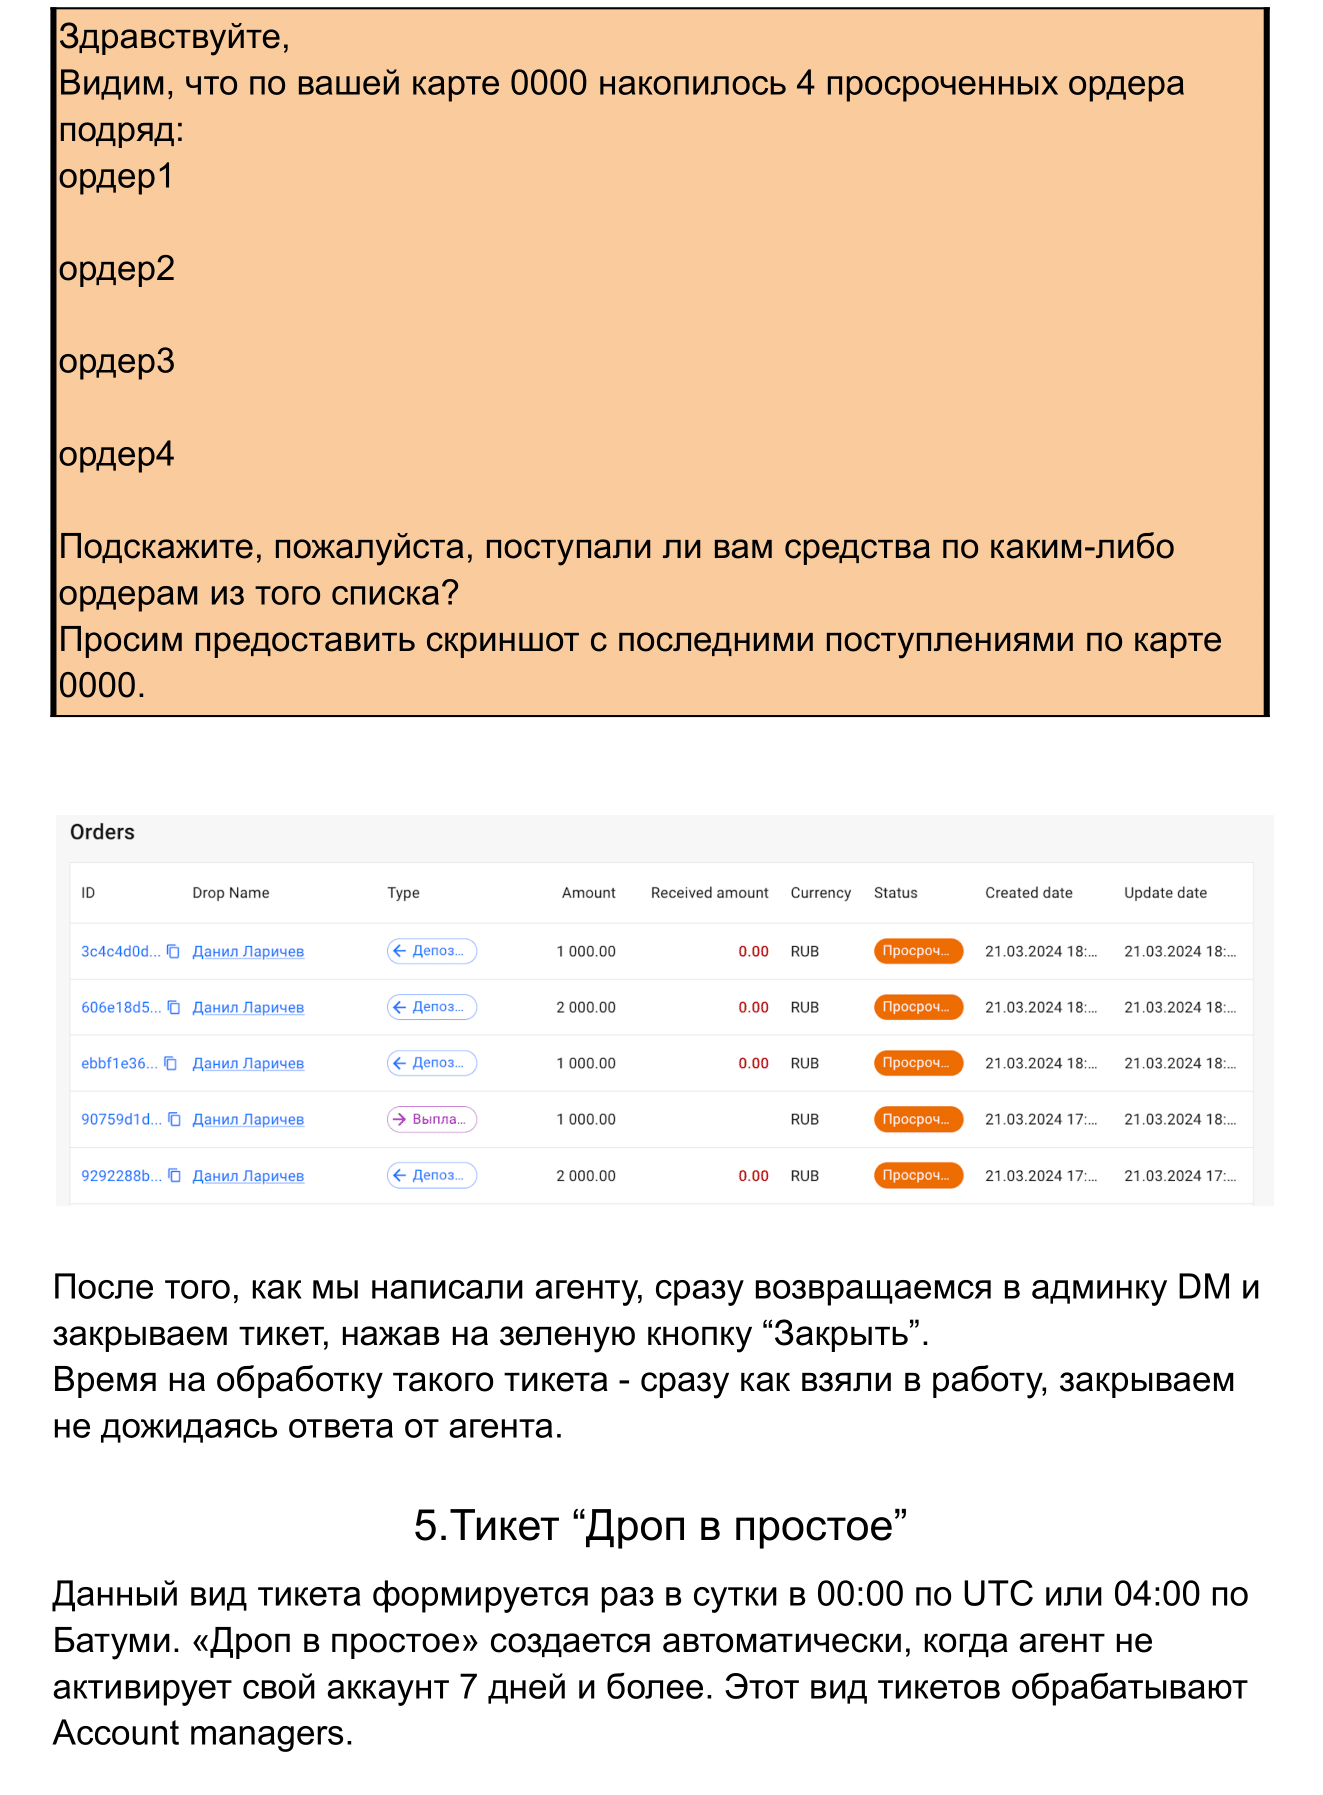 Здравствуйте,
Видим, что по вашей карте 0000 накопилось 4 просроченных ордера
подряд:
ордер1
ордер2
ордер3
ордер4
Подскажите, пожалуйста, поступали ли вам средства по каким-либо
ордерам из того списка?
Просим предоставить скриншот с последними поступлениями по карте
0000.
Orders
ID Drop Name Type Amount Received amount Currency Status Created date Update date
3c4c4d0d... Данил Ларичев Депоз... 1 000.00 0.00 RUB Просроч... 21.03.2024 18:... 21.03.2024 18:...
606e18d5... Данил Ларичев Депоз... 2 000.00 0.00 RUB Просроч... 21.03.2024 18:... 21.03.2024 18:...
ebbf1e36... Данил Ларичев Депоз... 1 000.00 0.00 RUB Просроч... 21.03.2024 18:... 21.03.2024 18:...
90759d1d... Данил Ларичев Выпла... 1 000.00 RUB Просроч... 21.03.2024 17:... 21.03.2024 18:...
9292288b... Данил Ларичев Депоз... 2 000.00 0.00 RUB Просроч... 21.03.2024 17:... 21.03.2024 17:...
После того, как мы написали агенту, сразу возвращаемся в админку DM и
закрываем тикет, нажав на зеленую кнопку “Закрыть”.
Время на обработку такого тикета - сразу как взяли в работу, закрываем
не дожидаясь ответа от агента.
5.Тикет “Дроп в простое”
Данный вид тикета формируется раз в сутки в 00:00 по UTC или 04:00 по
Батуми. «Дроп в простое» создается автоматически, когда агент не
активирует свой аккаунт 7 дней и более. Этот вид тикетов обрабатывают
Account managers.